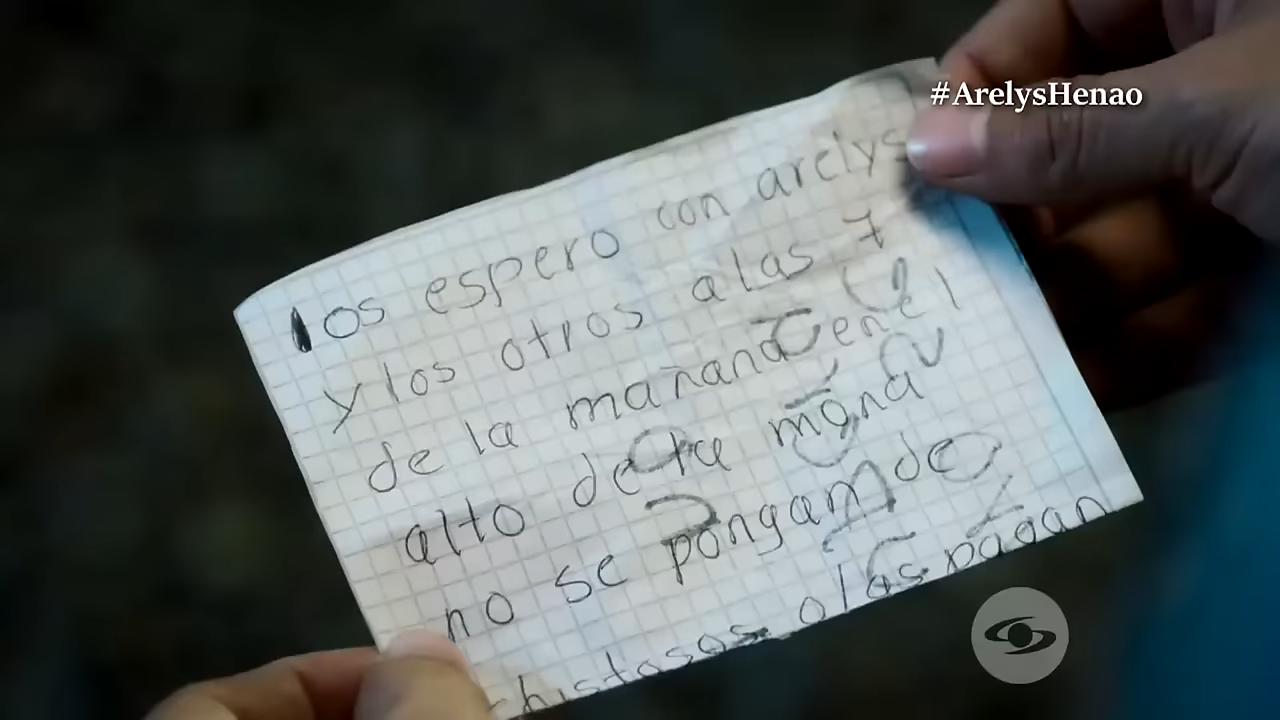 #ArelysHenao
los espero con arelys
y los otros a las 7
de la mañana en el
alto de la mona
no se pongan de
chistosos o las pagan